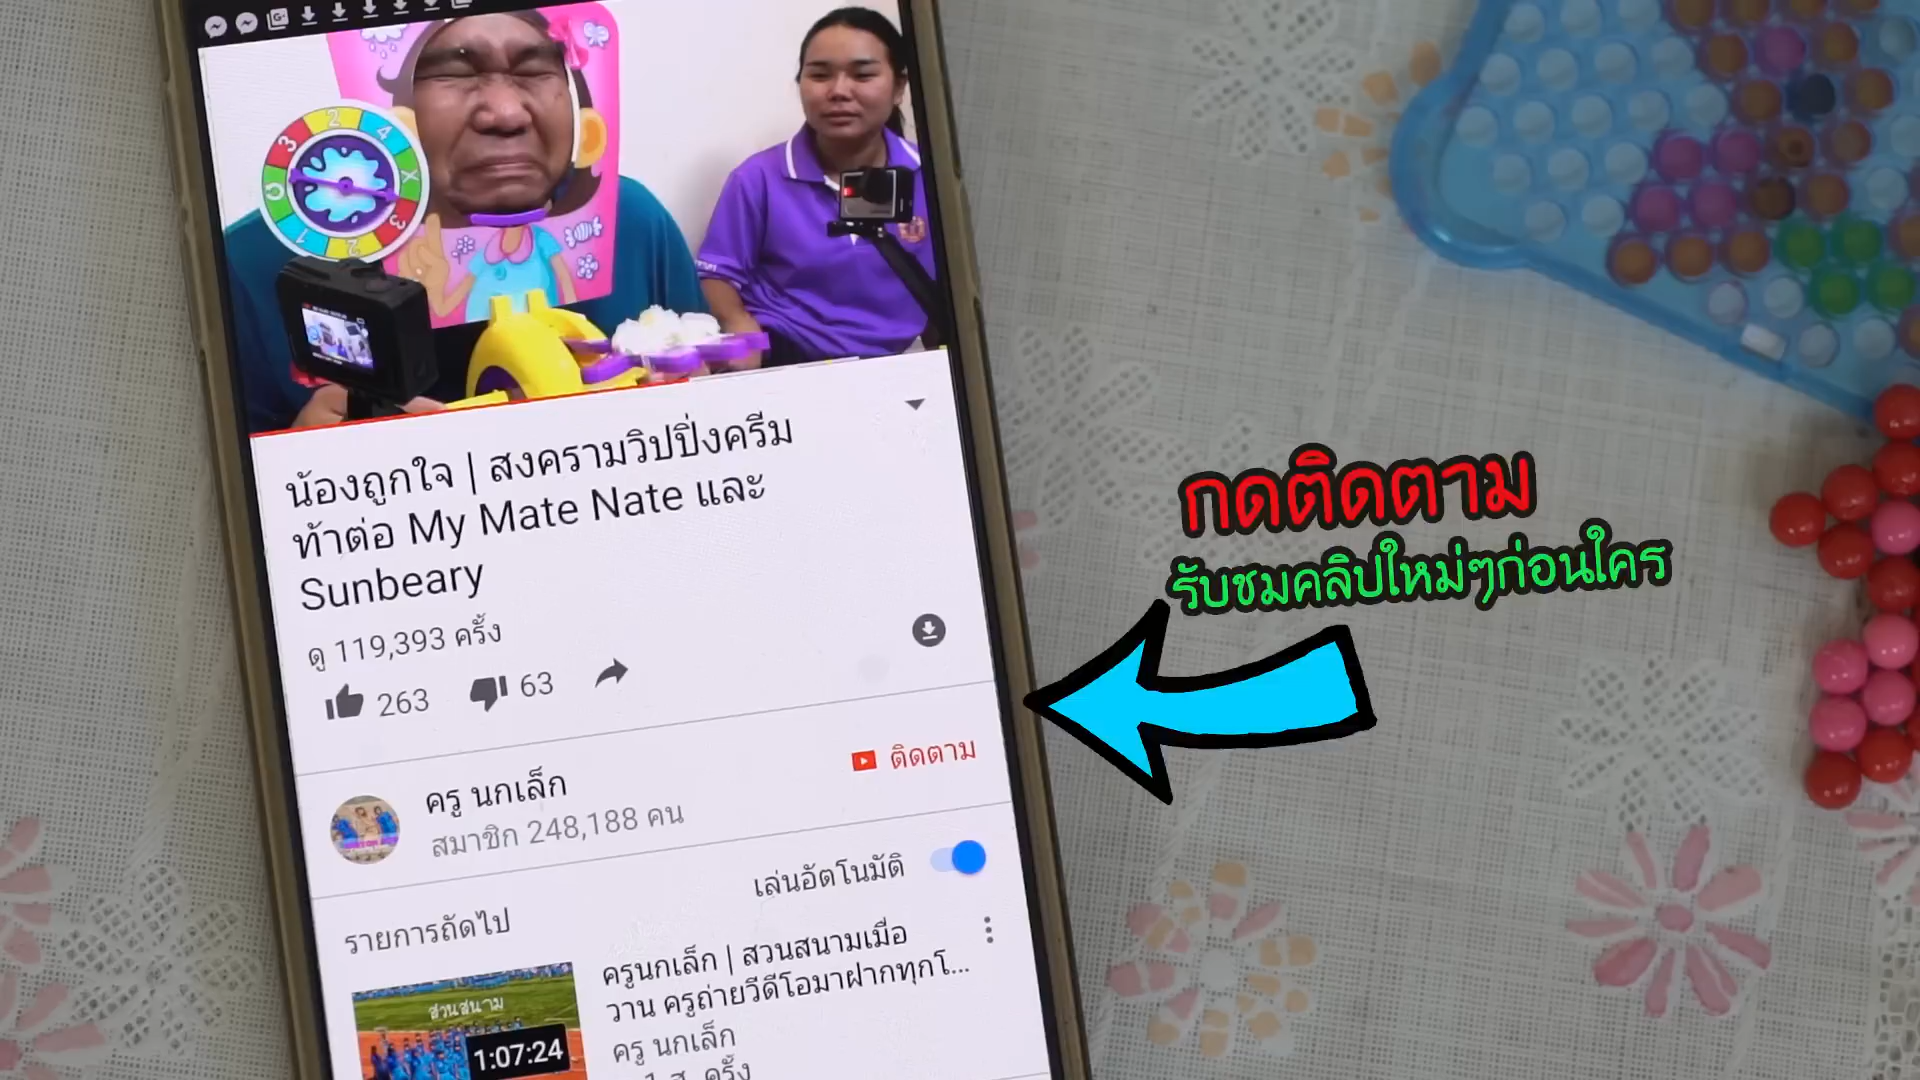 น้องถูกใจ | สงครามวิปปิ่งครีม
ท้าต่อ My Mate Nate และ
Sunbeary
ดู 119,393 ครั้ง
263
63
ครู นกเล็ก
สมาชิก 248,188 คน
ติดตาม
เล่นอัตโนมัติ
รายการถัดไป
สวนสนาม
1:07:24
ครูนกเล็ก | สวนสนามเมื่อ
วาน ครูถ่ายวีดีโอมาฝากทุกโ...
ครู นกเล็ก
กดติดตาม
รับชมคลิปใหม่ๆก่อนใคร